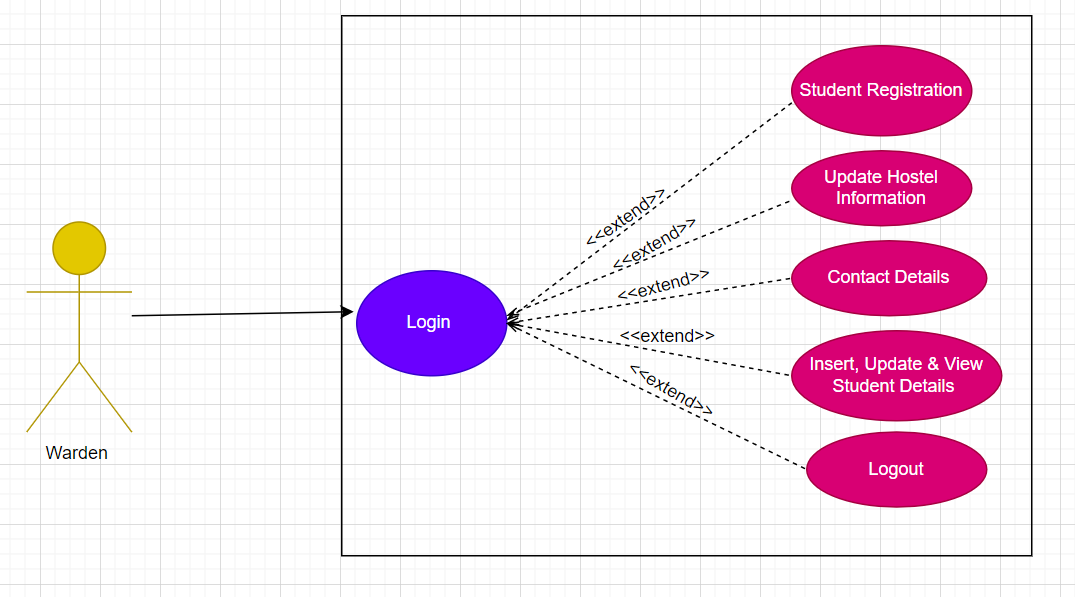 Student Registration
Update Hostel
Information
<<extend>>
<<extend>>
Contact Details
<<extend>>
Login
<<extend>>
Insert, Update & View
Student Details
<<extend>>
Warden
Logout